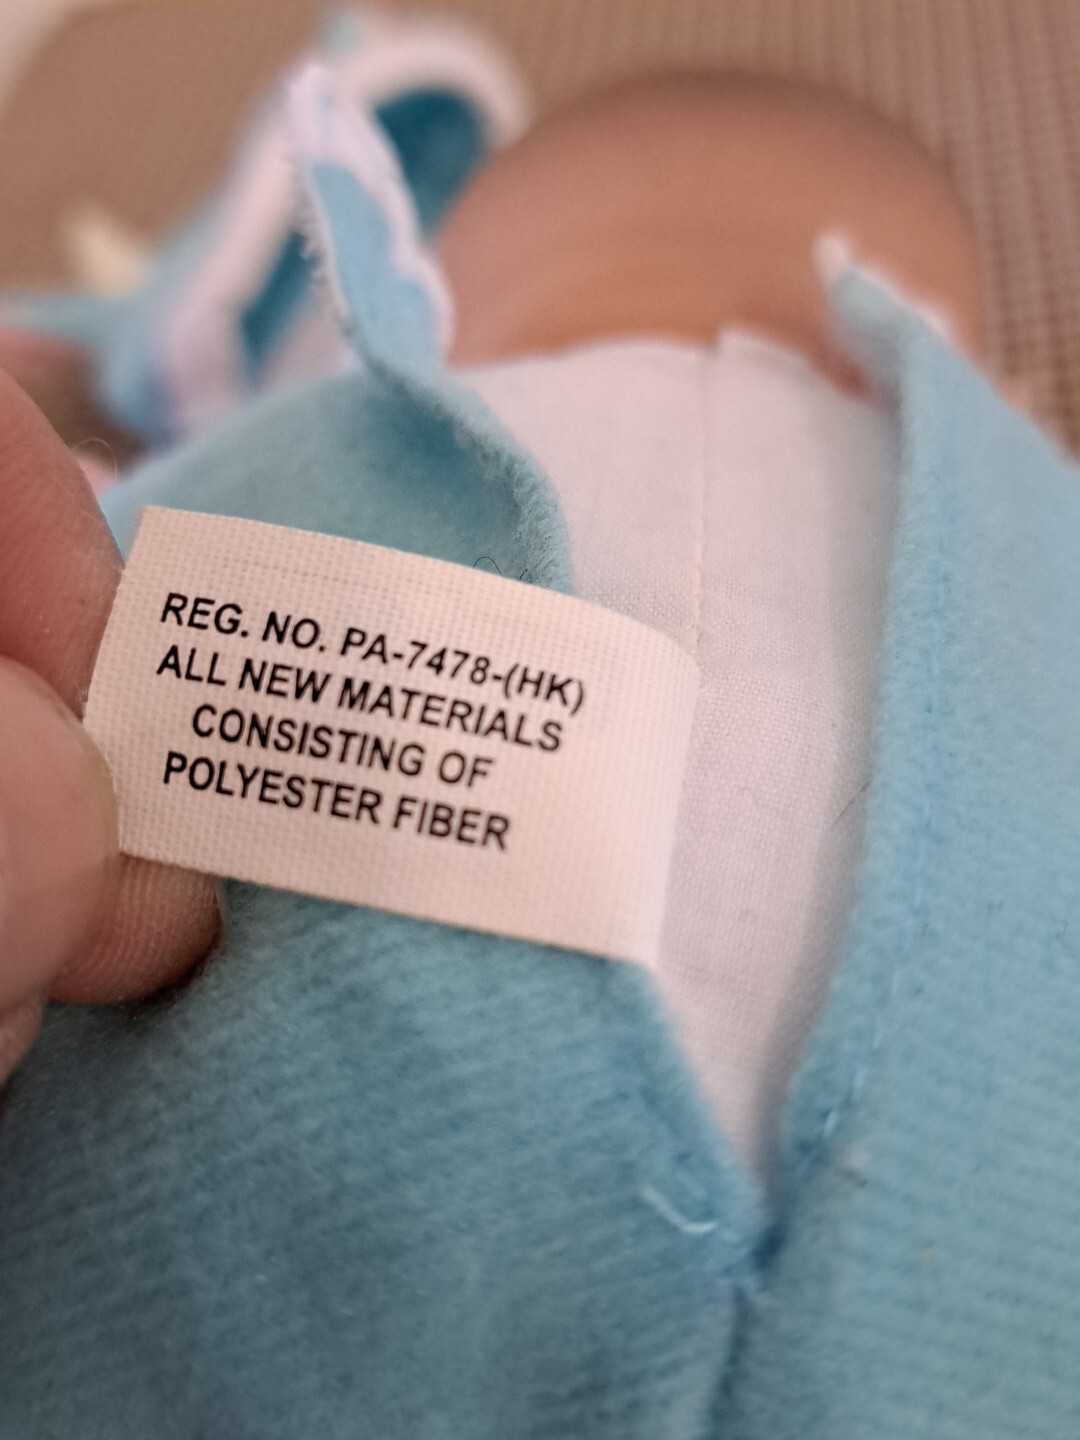 REG. NO. PA-7478-(HK)
ALL NEW MATERIALS
CONSISTING OF
POLYESTER FIBER